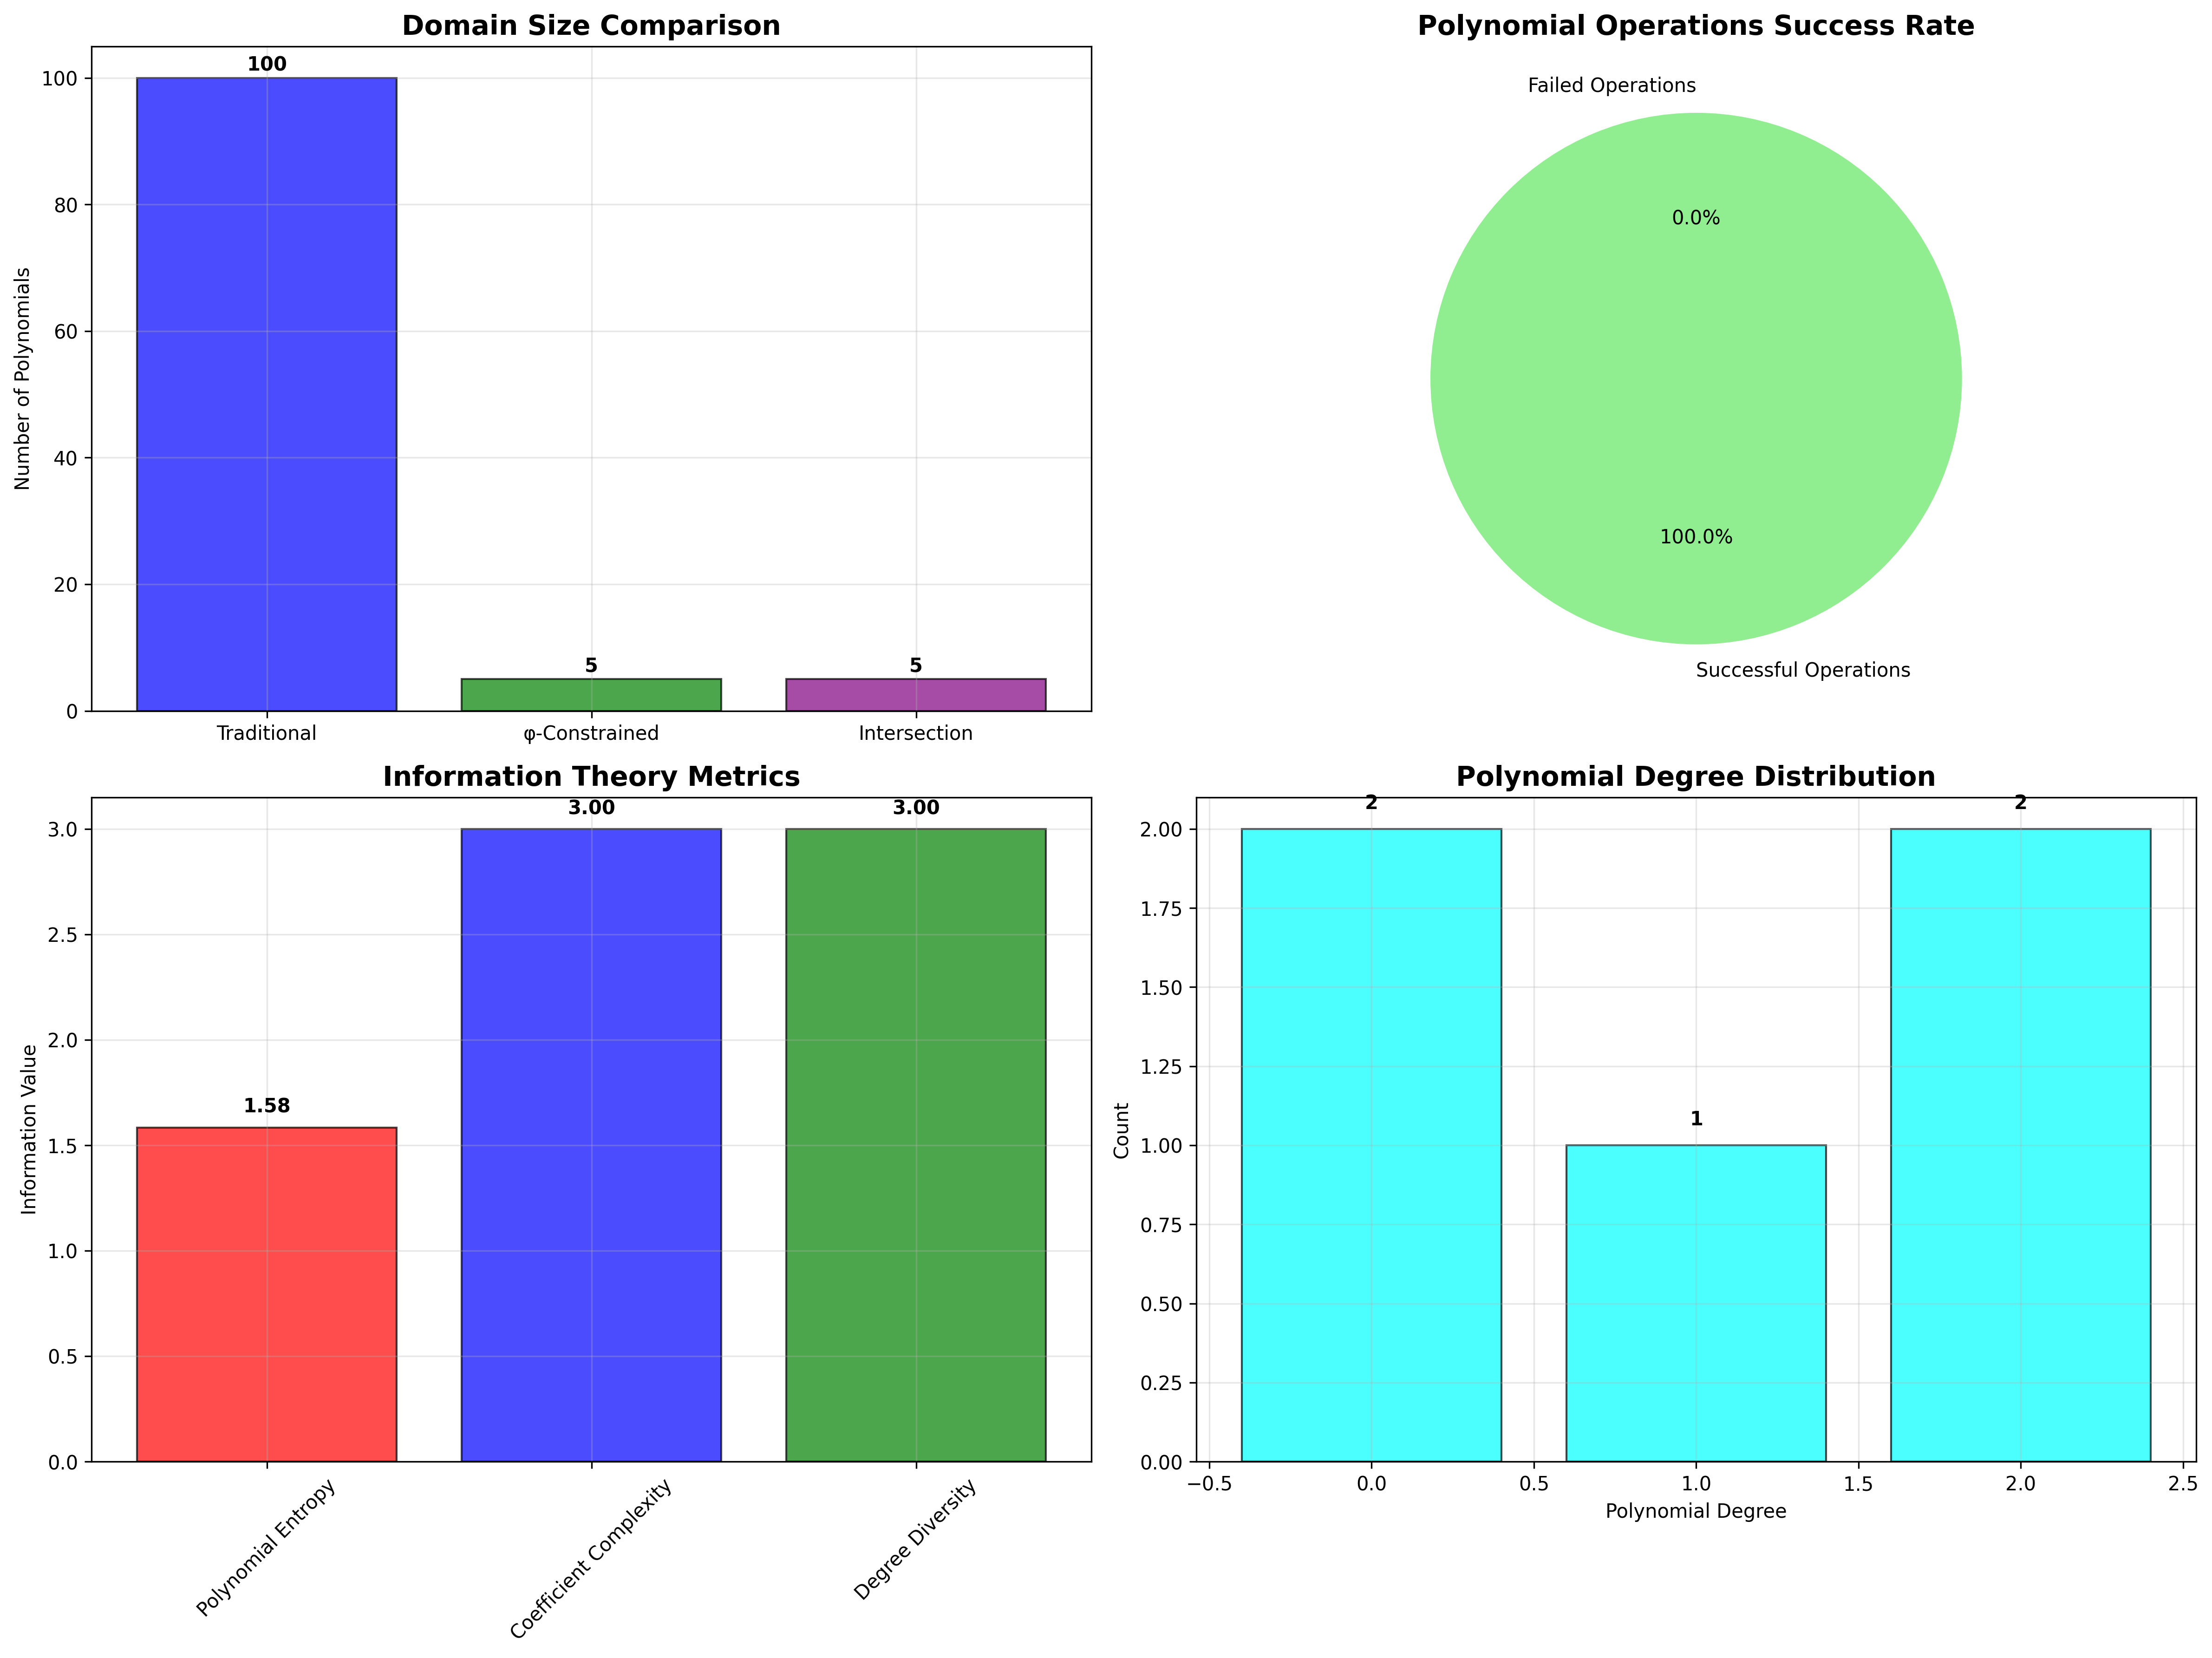 Domain Size Comparison
Number of Polynomials
100
80
60
40
20
0
100
5
5
Traditional
φ-Constrained
Intersection
Polynomial Operations Success Rate
Failed Operations
0.0%
100.0%
Successful Operations
Information Theory Metrics
Information Value
3.0
2.5
2.0
1.5
1.0
0.5
0.0
1.58
3.00
3.00
Polynomial Entropy
Coefficient Complexity
Degree Diversity
Polynomial Degree Distribution
Count
2.00
1.75
1.50
1.25
1.00
0.75
0.50
0.25
0.00
2
1
2
−0.5
0.0
0.5
1.0
1.5
2.0
2.5
Polynomial Degree